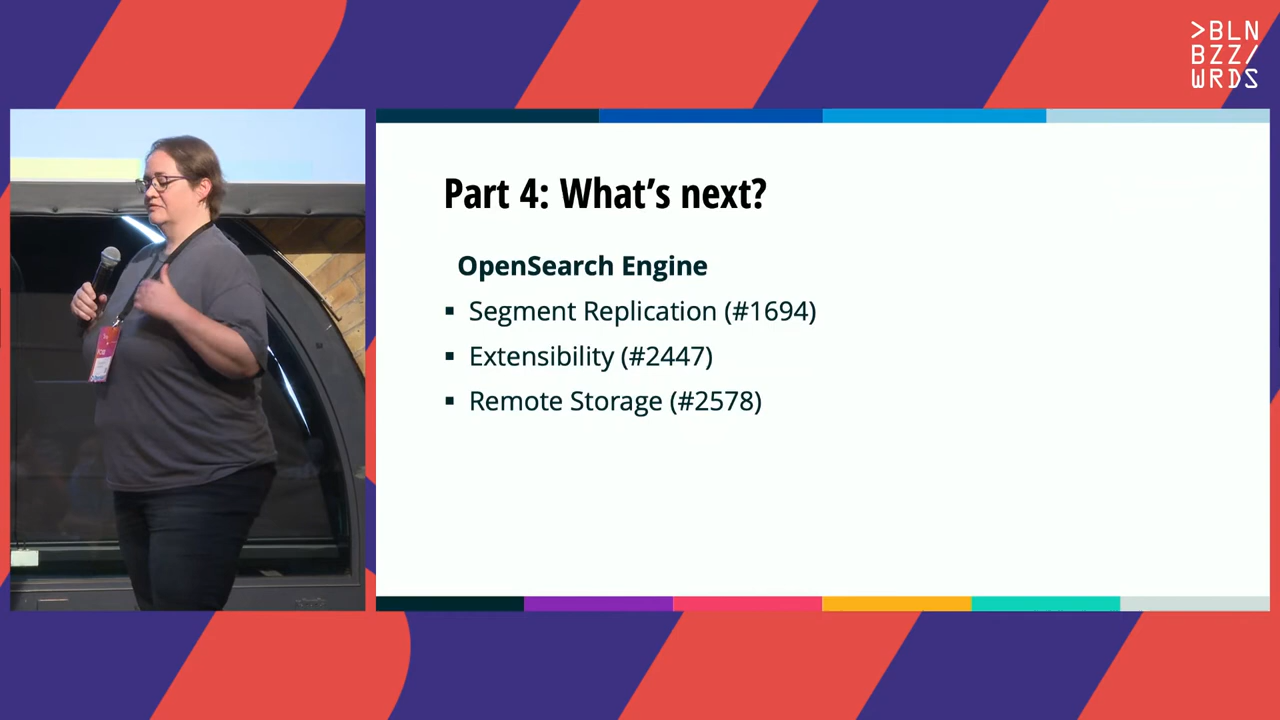 >BLN
BZZ/
WRDS
Part 4: What's next?
OpenSearch Engine
▪ Segment Replication (#1694)
▪ Extensibility (#2447)
▪ Remote Storage (#2578)